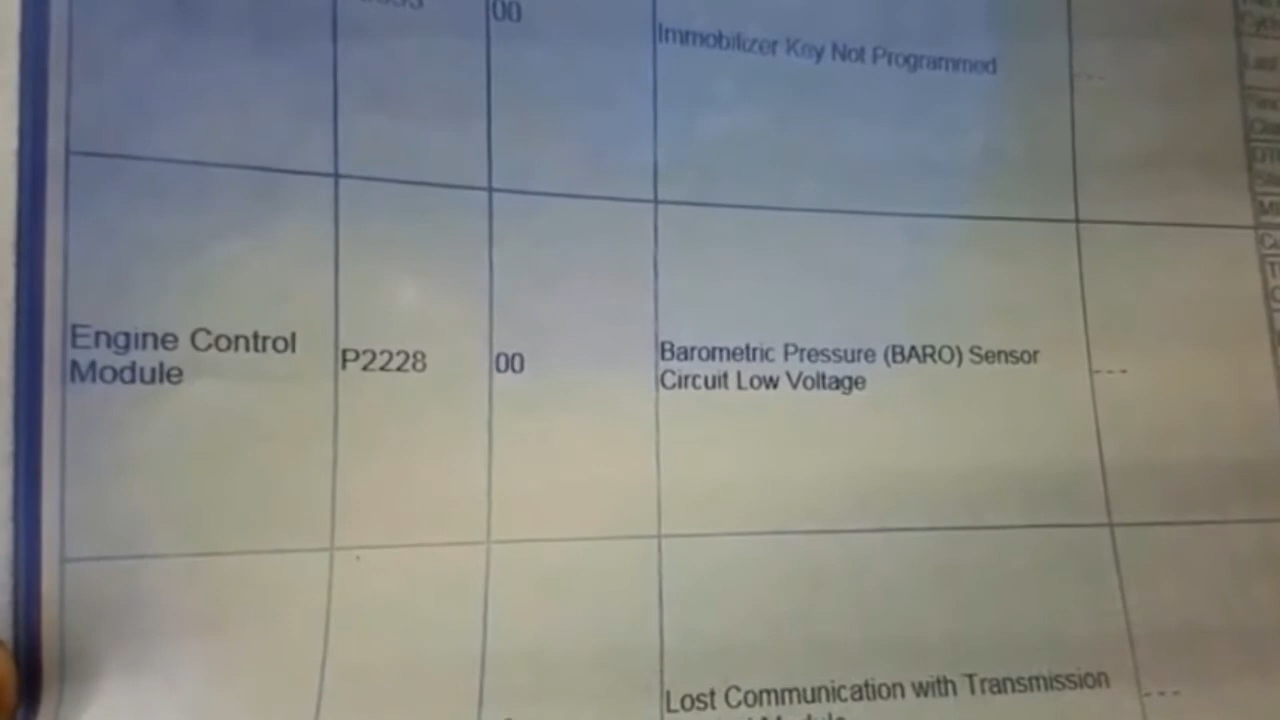 00
Immobilizer Key Not Programmed
---
Engine Control
Module
P2228
00
Barometric Pressure (BARO) Sensor
Circuit Low Voltage
---
Lost Communication with Transmission
Module
---